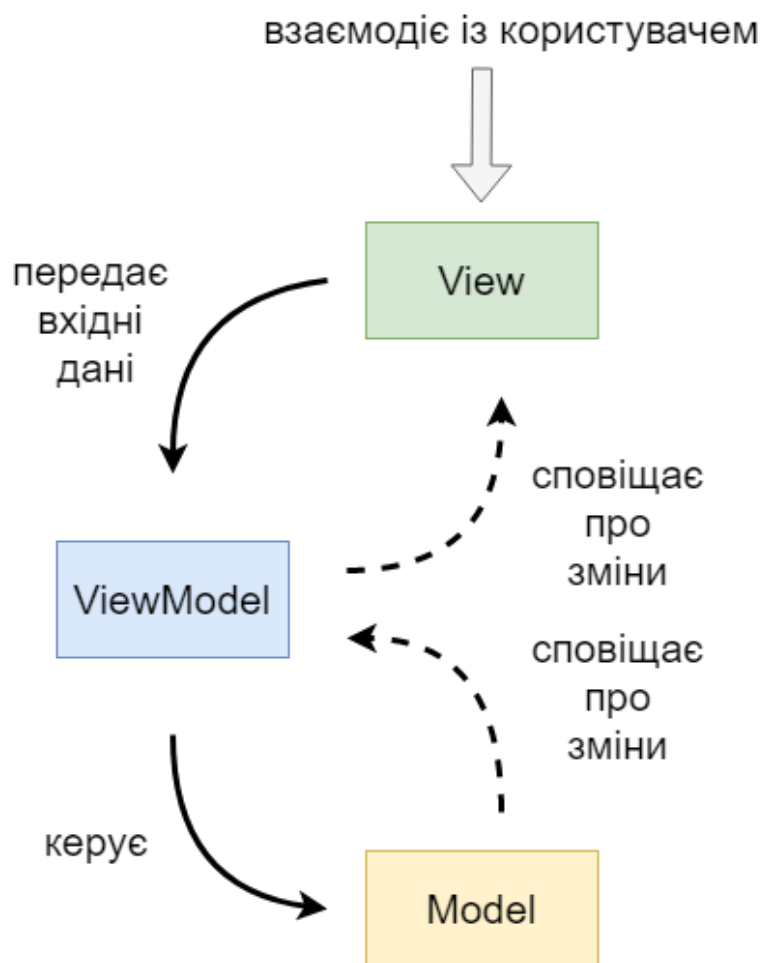 взаємодіє із користувачем
View
передає
вхідні
дані
сповіщає
про
зміни
ViewModel
сповіщає
про
зміни
керує
Model